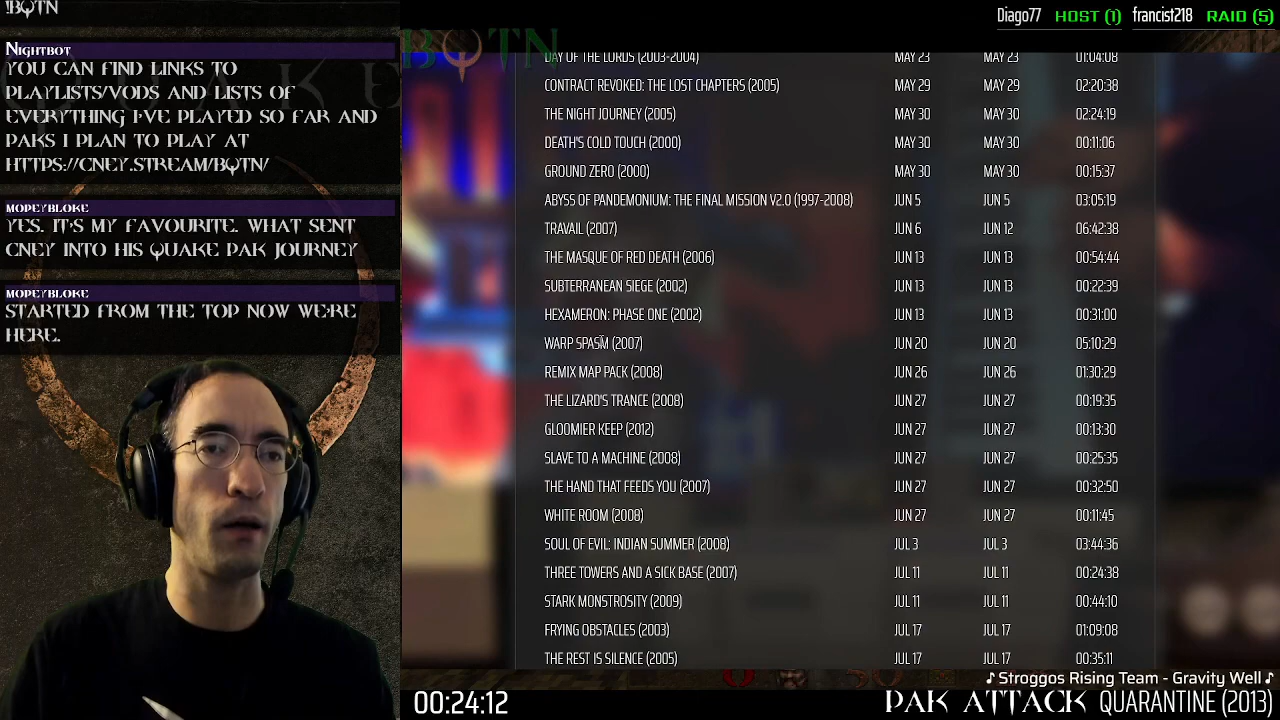 !BQTN
Nightbot
YOU CAN FIND LINKS TO
PLAYLISTS/VODS AND LISTS OF
EVERYTHING I'VE PLAYED SO FAR AND
PAKS I PLAN TO PLAY AT
HTTPS://CNEY.STREAM/BQTN/
MOPEYBLOKE
YES. IT'S MY FAVOURITE. WHAT SENT
CNEY INTO HIS QUAKE PAK JOURNEY
MOPEYBLOKE
STARTED FROM THE TOP NOW WE'RE
HERE.
Diago77 HOST (1) francist218 RAID (5)
BQTN
DAY OF THE LORDS (2003-2004) MAY 23 MAY 23 01:04:08
CONTRACT REVOKED: THE LOST CHAPTERS (2005) MAY 29 MAY 29 02:20:38
THE NIGHT JOURNEY (2005) MAY 30 MAY 30 02:24:19
DEATH'S COLD TOUCH (2000) MAY 30 MAY 30 00:11:06
GROUND ZERO (2000) MAY 30 MAY 30 00:15:37
ABYSS OF PANDEMONIUM: THE FINAL MISSION V2.0 (1997-2008) JUN 5 JUN 5 03:05:19
TRAVAIL (2007) JUN 6 JUN 12 06:42:38
THE MASQUE OF RED DEATH (2006) JUN 13 JUN 13 00:54:44
SUBTERRANEAN SIEGE (2002) JUN 13 JUN 13 00:22:39
HEXAMERON: PHASE ONE (2002) JUN 13 JUN 13 00:31:00
WARP SPASM (2007) JUN 20 JUN 20 05:10:29
REMIX MAP PACK (2008) JUN 26 JUN 26 01:30:29
THE LIZARD'S TRANCE (2008) JUN 27 JUN 27 00:19:35
GLOOMIER KEEP (2012) JUN 27 JUN 27 00:13:30
SLAVE TO A MACHINE (2008) JUN 27 JUN 27 00:25:35
THE HAND THAT FEEDS YOU (2007) JUN 27 JUN 27 00:32:50
WHITE ROOM (2008) JUN 27 JUN 27 00:11:45
SOUL OF EVIL: INDIAN SUMMER (2008) JUL 3 JUL 3 03:44:36
THREE TOWERS AND A SICK BASE (2007) JUL 11 JUL 11 00:24:38
STARK MONSTROSITY (2009) JUL 11 JUL 11 00:44:10
FRYING OBSTACLES (2003) JUL 17 JUL 17 01:09:08
THE REST IS SILENCE (2005) JUL 17 JUL 17 00:35:11
♪ Stroggos Rising Team - Gravity Well ♪
00:24:12 PAK ATTACK QUARANTINE (2013)